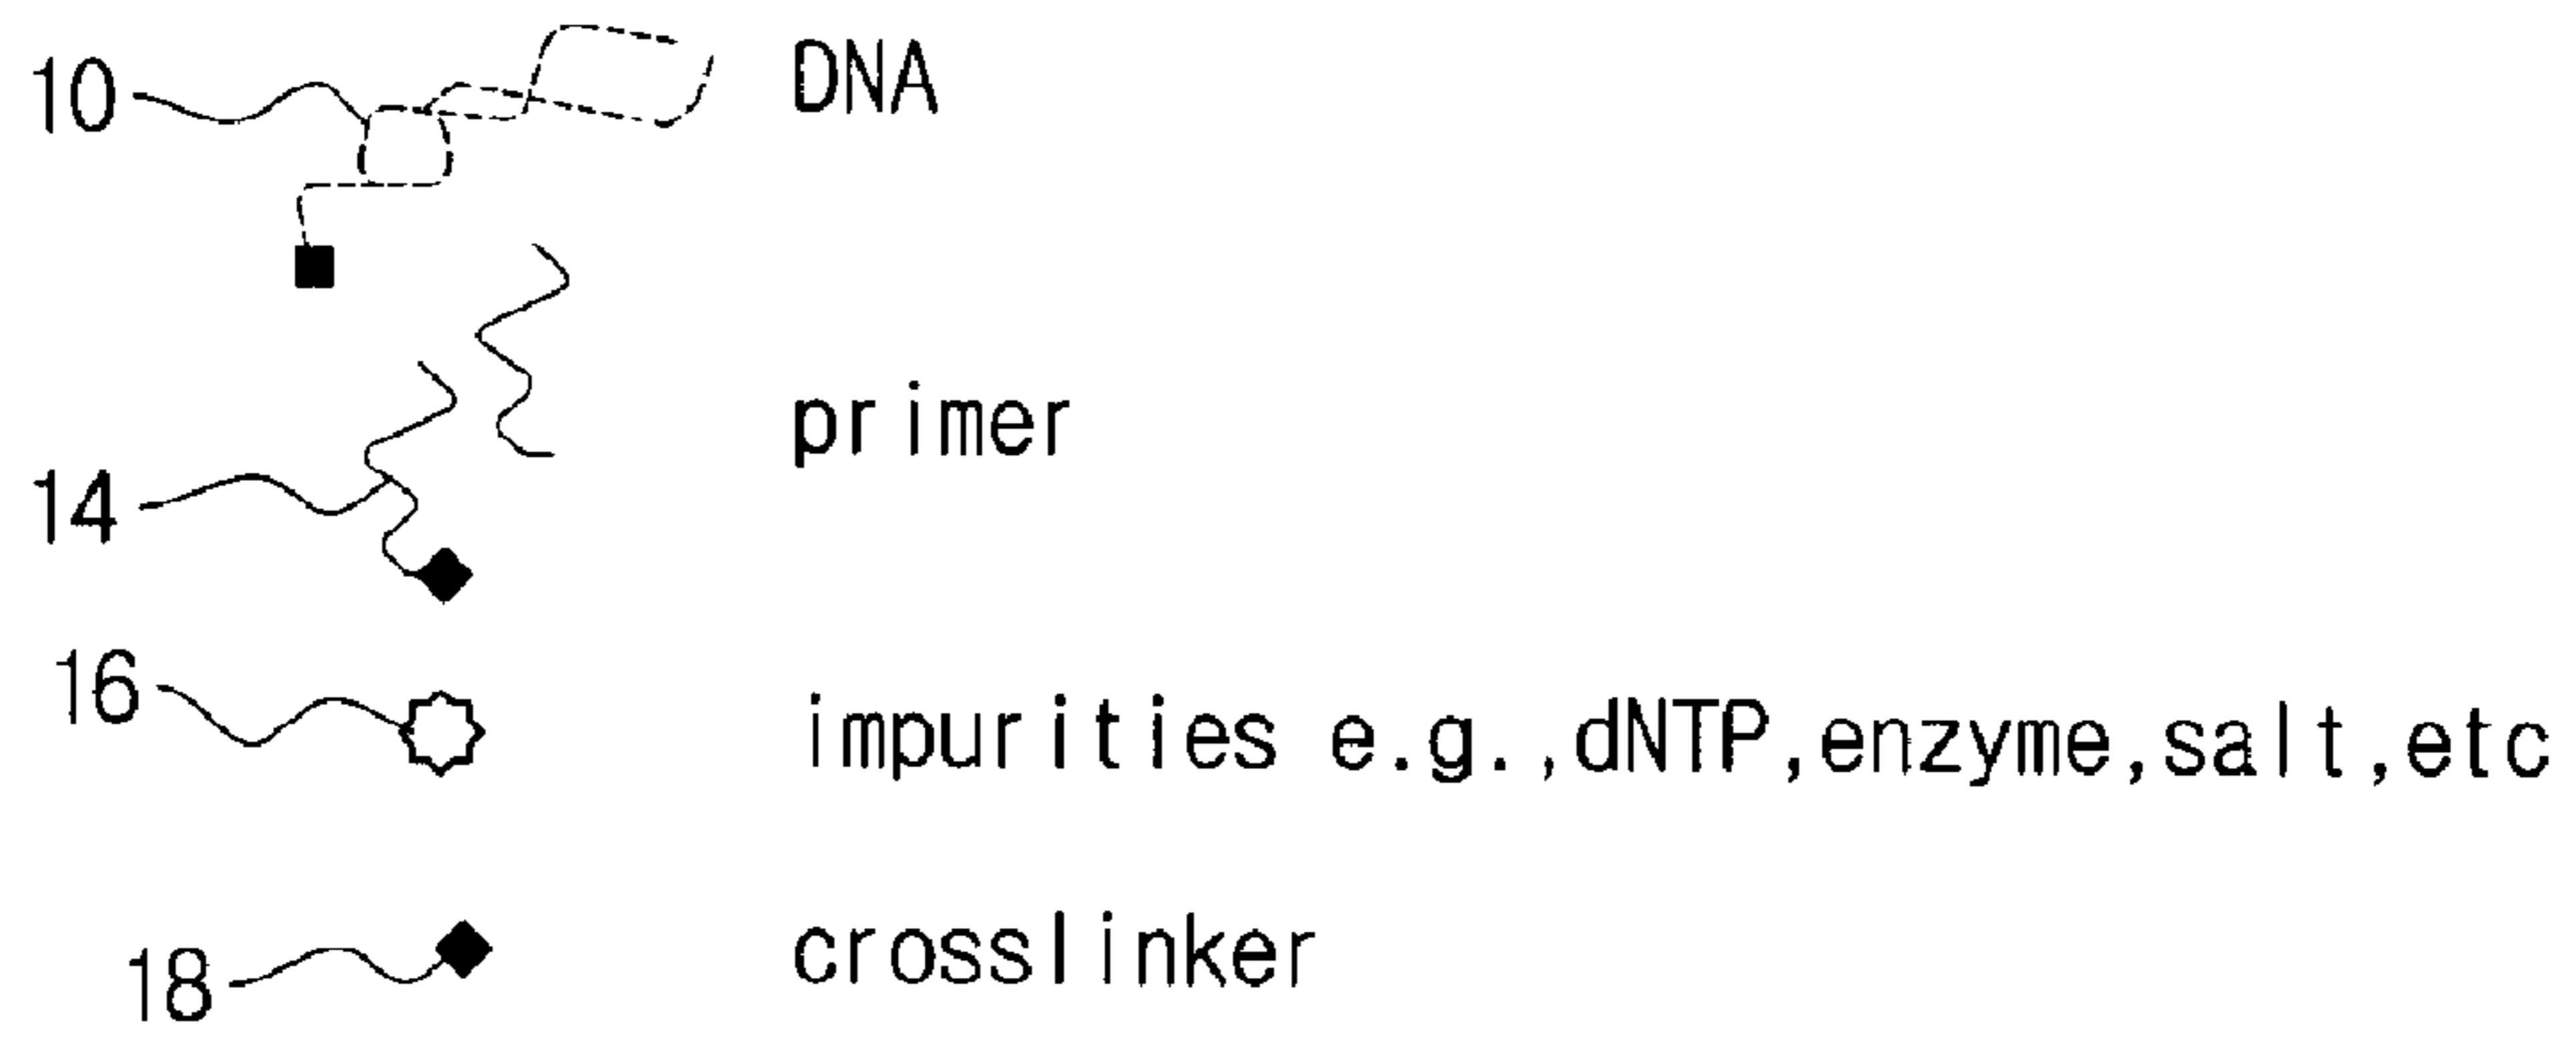 10 DNA
primer
14
16 impurities e.g.,dNTP,enzyme,salt,etc
18 crosslinker